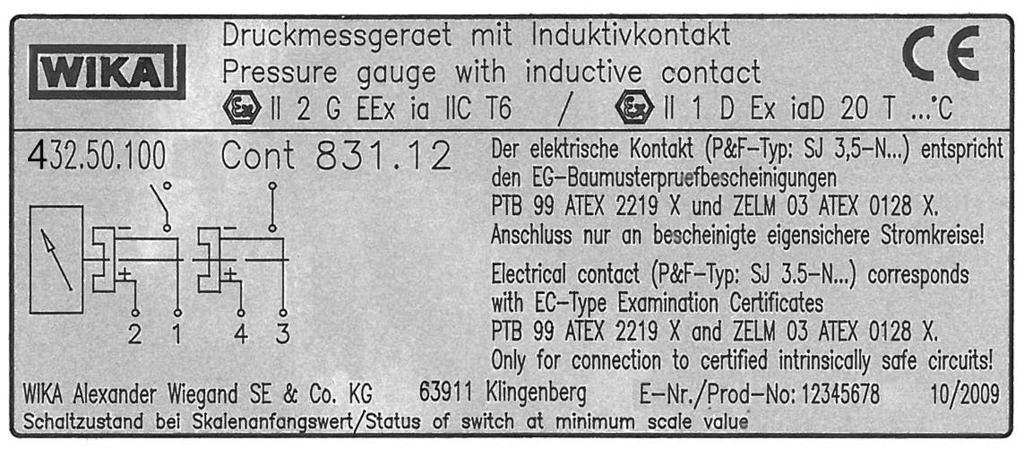 WIKA
Druckmessgeraet mit Induktivkontakt
Pressure gauge with inductive contact
CE
Ex II 2 G EEx ia IIC T6 / Ex II 1 D Ex iaD 20 T ...°C
432.50.100 Cont 831.12
Der elektrische Kontakt (P&F-Typ: SJ 3,5-N...) entspricht
den EG-Baumusterpruefbescheinigungen
PTB 99 ATEX 2219 X und ZELM 03 ATEX 0128 X.
Anschluss nur an bescheinigte eigensichere Stromkreise!
Electrical contact (P&F-Typ: SJ 3.5-N...) corresponds
with EC-Type Examination Certificates
PTB 99 ATEX 2219 X and ZELM 03 ATEX 0128 X.
Only for connection to certified intrinsically safe circuits!
+ +
2 1 4 3
WIKA Alexander Wiegand SE & Co. KG 63911 Klingenberg E-Nr./Prod-No: 12345678 10/2009
Schaltzustand bei Skalenanfangswert/Status of switch at minimum scale value